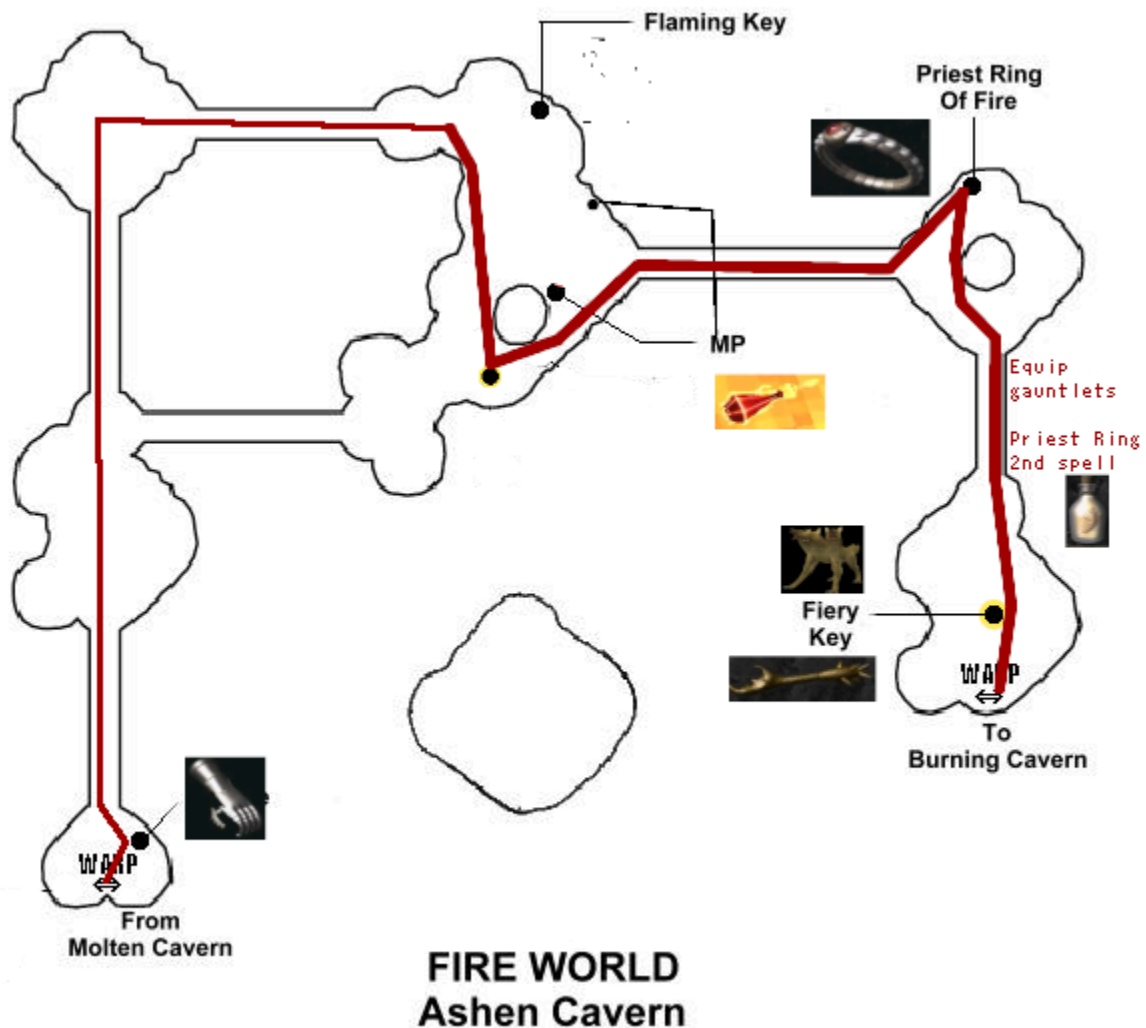 Flaming Key
Priest Ring
Of Fire
MP
Equip
gauntlets
Priest Ring
2nd spell
Fiery
Key
WARP
To
Burning Cavern
WARP
From
Molten Cavern
FIRE WORLD
Ashen Cavern